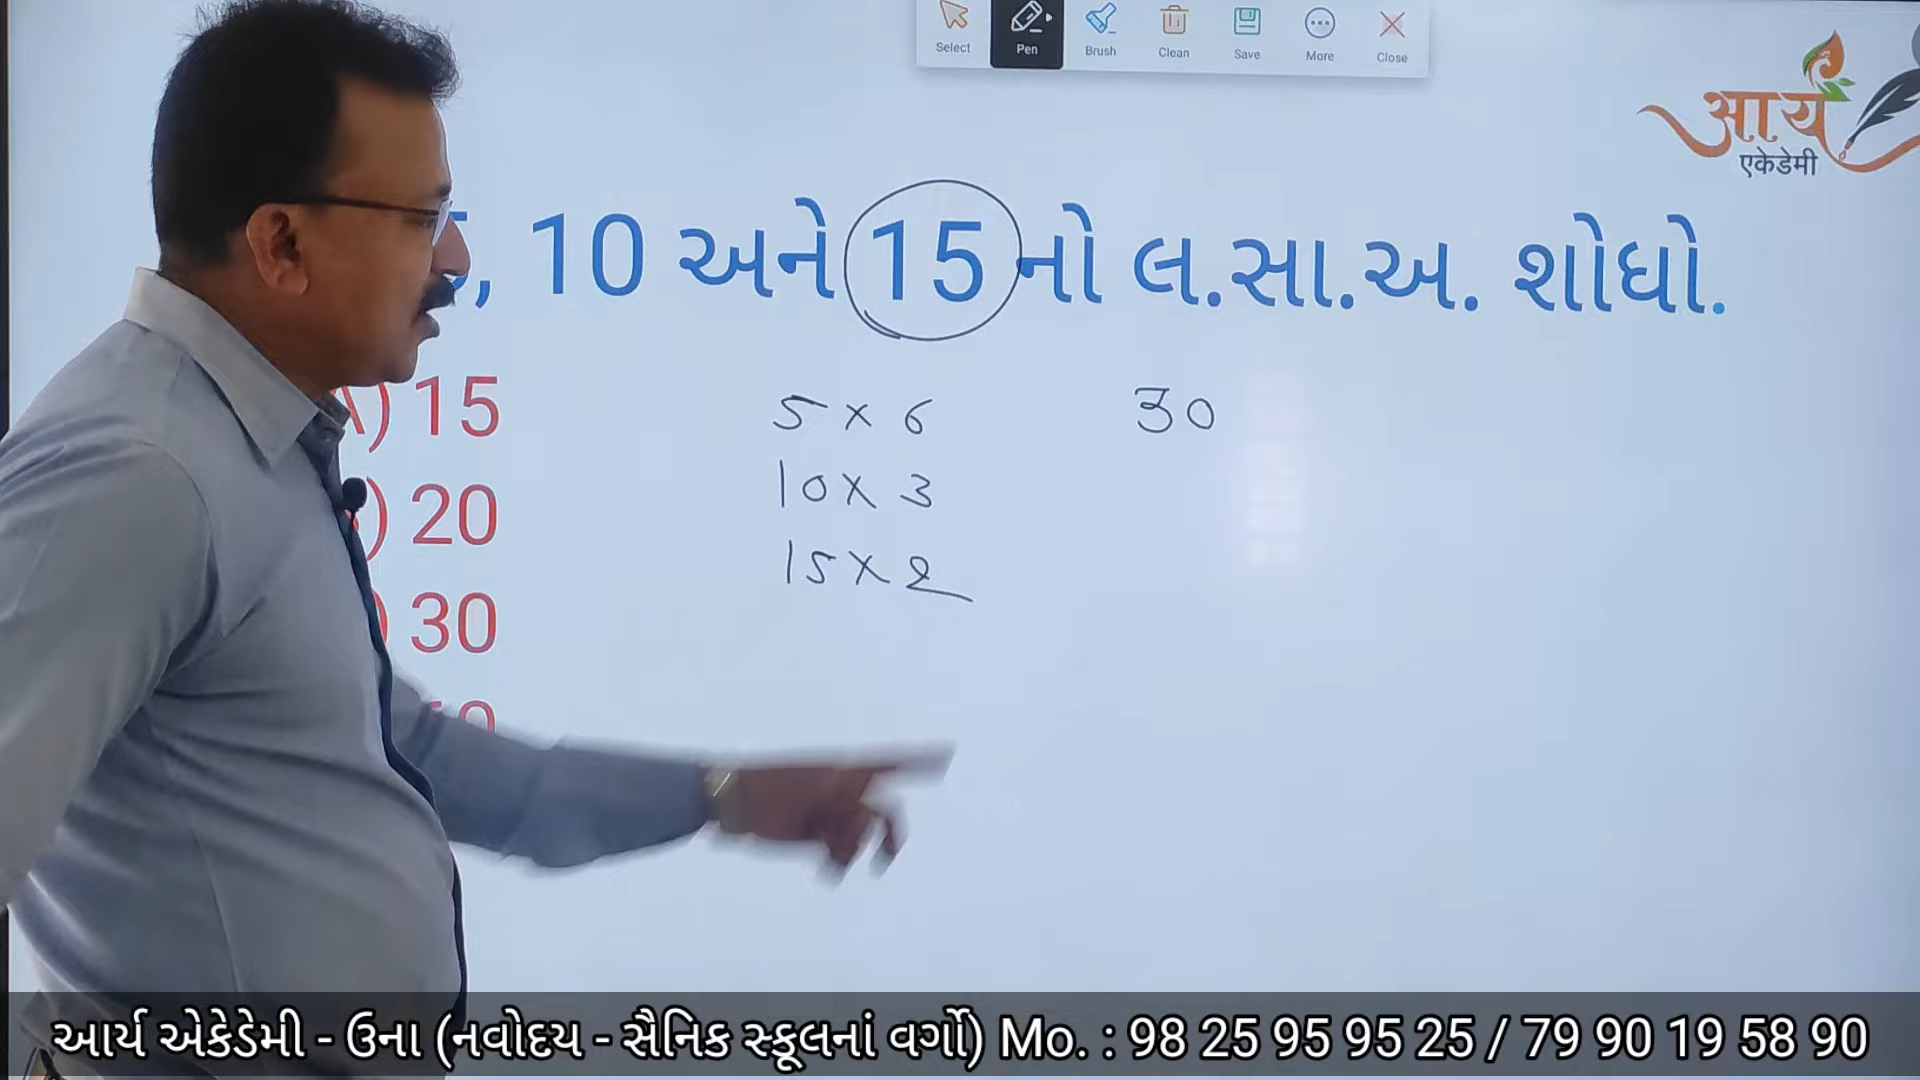 Select Pen Brush Clean Save More Close
आर्य
एकेडेमी
, 10 અને 15 નો લ.સા.અ. શોધો.
A) 15
5 × 6
30
) 20
10 × 3
) 30
15 × 2
આર્ય એકેડેમી - ઉના (નવોદય - સૈનિક સ્કૂલનાં વર્ગો) Mo. : 98 25 95 95 25 / 79 90 19 58 90